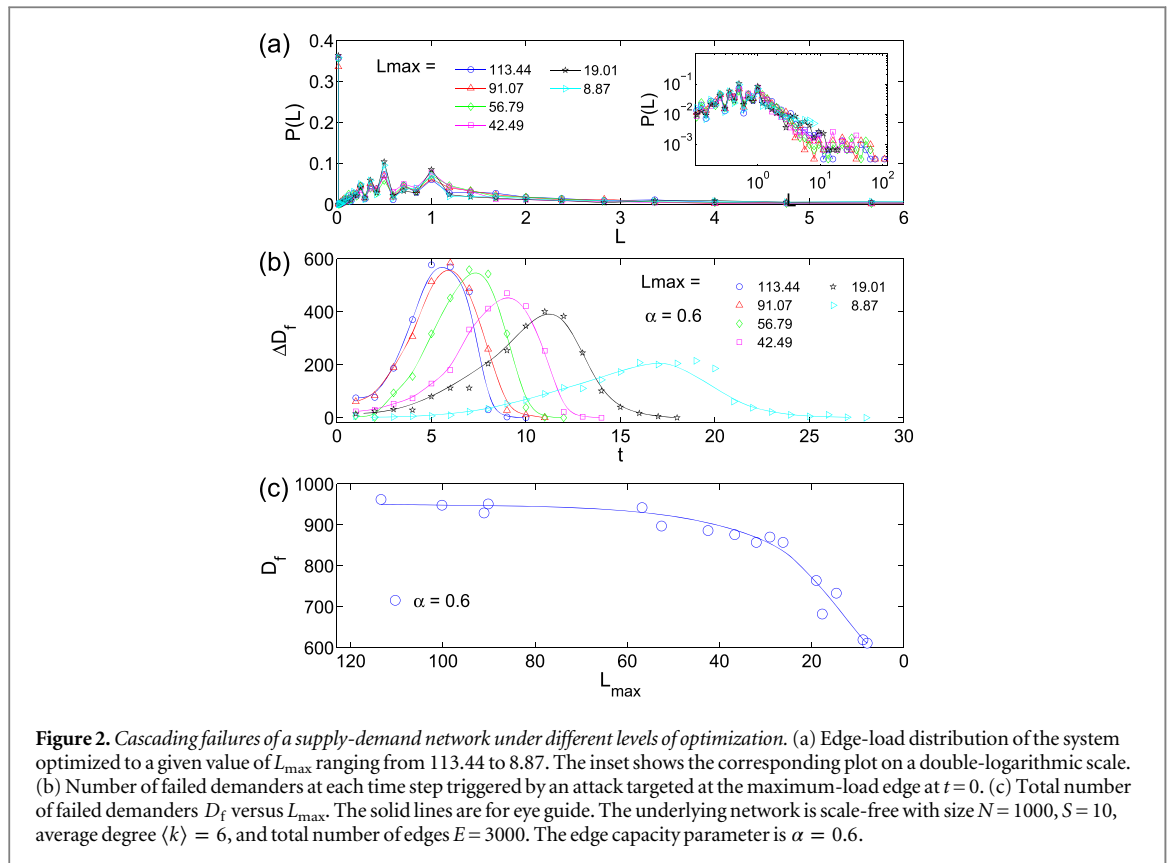 (a)
0.4
0.3
0.2
0.1
0
P(L)
Lmax =
113.44
91.07
56.79
42.49
19.01
8.87
P(L)
10⁻¹
10⁻²
10⁻³
10⁰
10¹
10²
L
0 1 2 3 4 5 6
L
(b)
600
400
200
0
ΔD_f
Lmax =
α = 0.6
113.44
91.07
56.79
42.49
19.01
8.87
0 5 10 15 20 25 30
t
(c)
1000
900
800
700
600
D_f
α = 0.6
120 100 80 60 40 20 0
L_max
Figure 2. Cascading failures of a supply-demand network under different levels of optimization. (a) Edge-load distribution of the system
optimized to a given value of L_max ranging from 113.44 to 8.87. The inset shows the corresponding plot on a double-logarithmic scale.
(b) Number of failed demanders at each time step triggered by an attack targeted at the maximum-load edge at t = 0. (c) Total number
of failed demanders D_f versus L_max. The solid lines are for eye guide. The underlying network is scale-free with size N = 1000, S = 10,
average degree ⟨k⟩ = 6, and total number of edges E = 3000. The edge capacity parameter is α = 0.6.